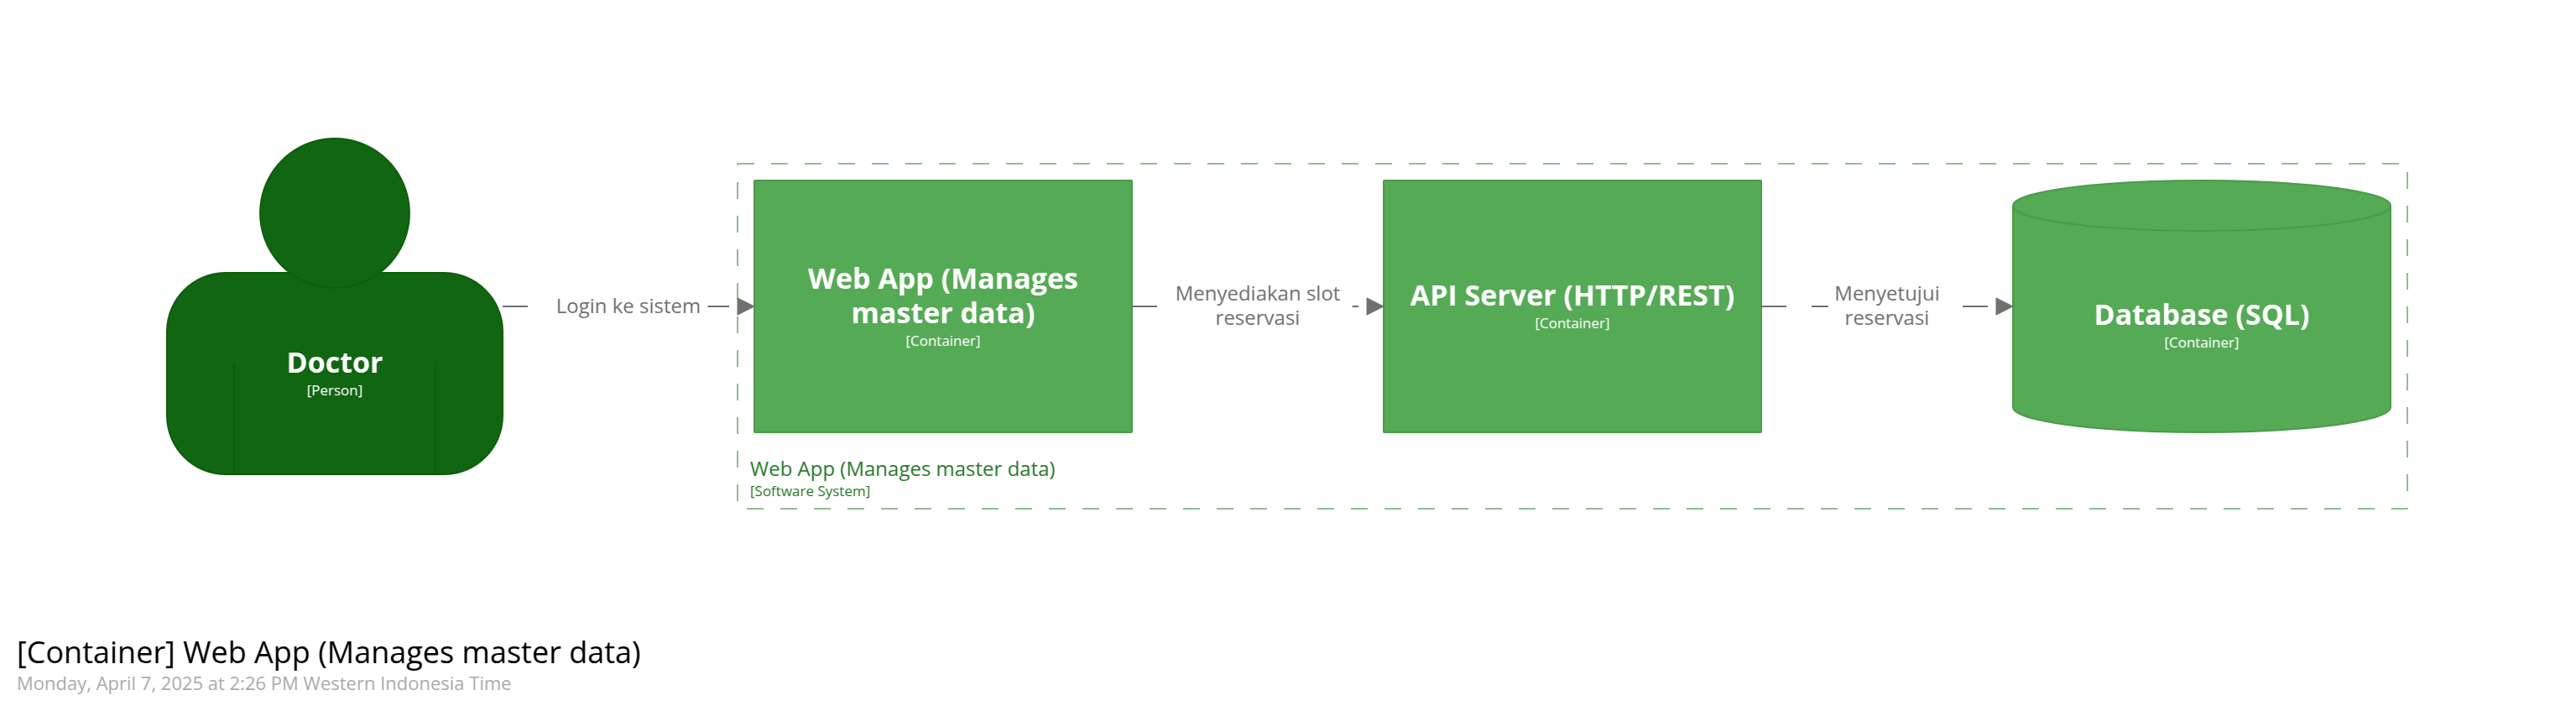 Doctor
[Person]
Login ke sistem
Web App (Manages
master data)
[Container]
Menyediakan slot
reservasi
API Server (HTTP/REST)
[Container]
Menyetujui
reservasi
Database (SQL)
[Container]
Web App (Manages master data)
[Software System]
[Container] Web App (Manages master data)
Monday, April 7, 2025 at 2:26 PM Western Indonesia Time